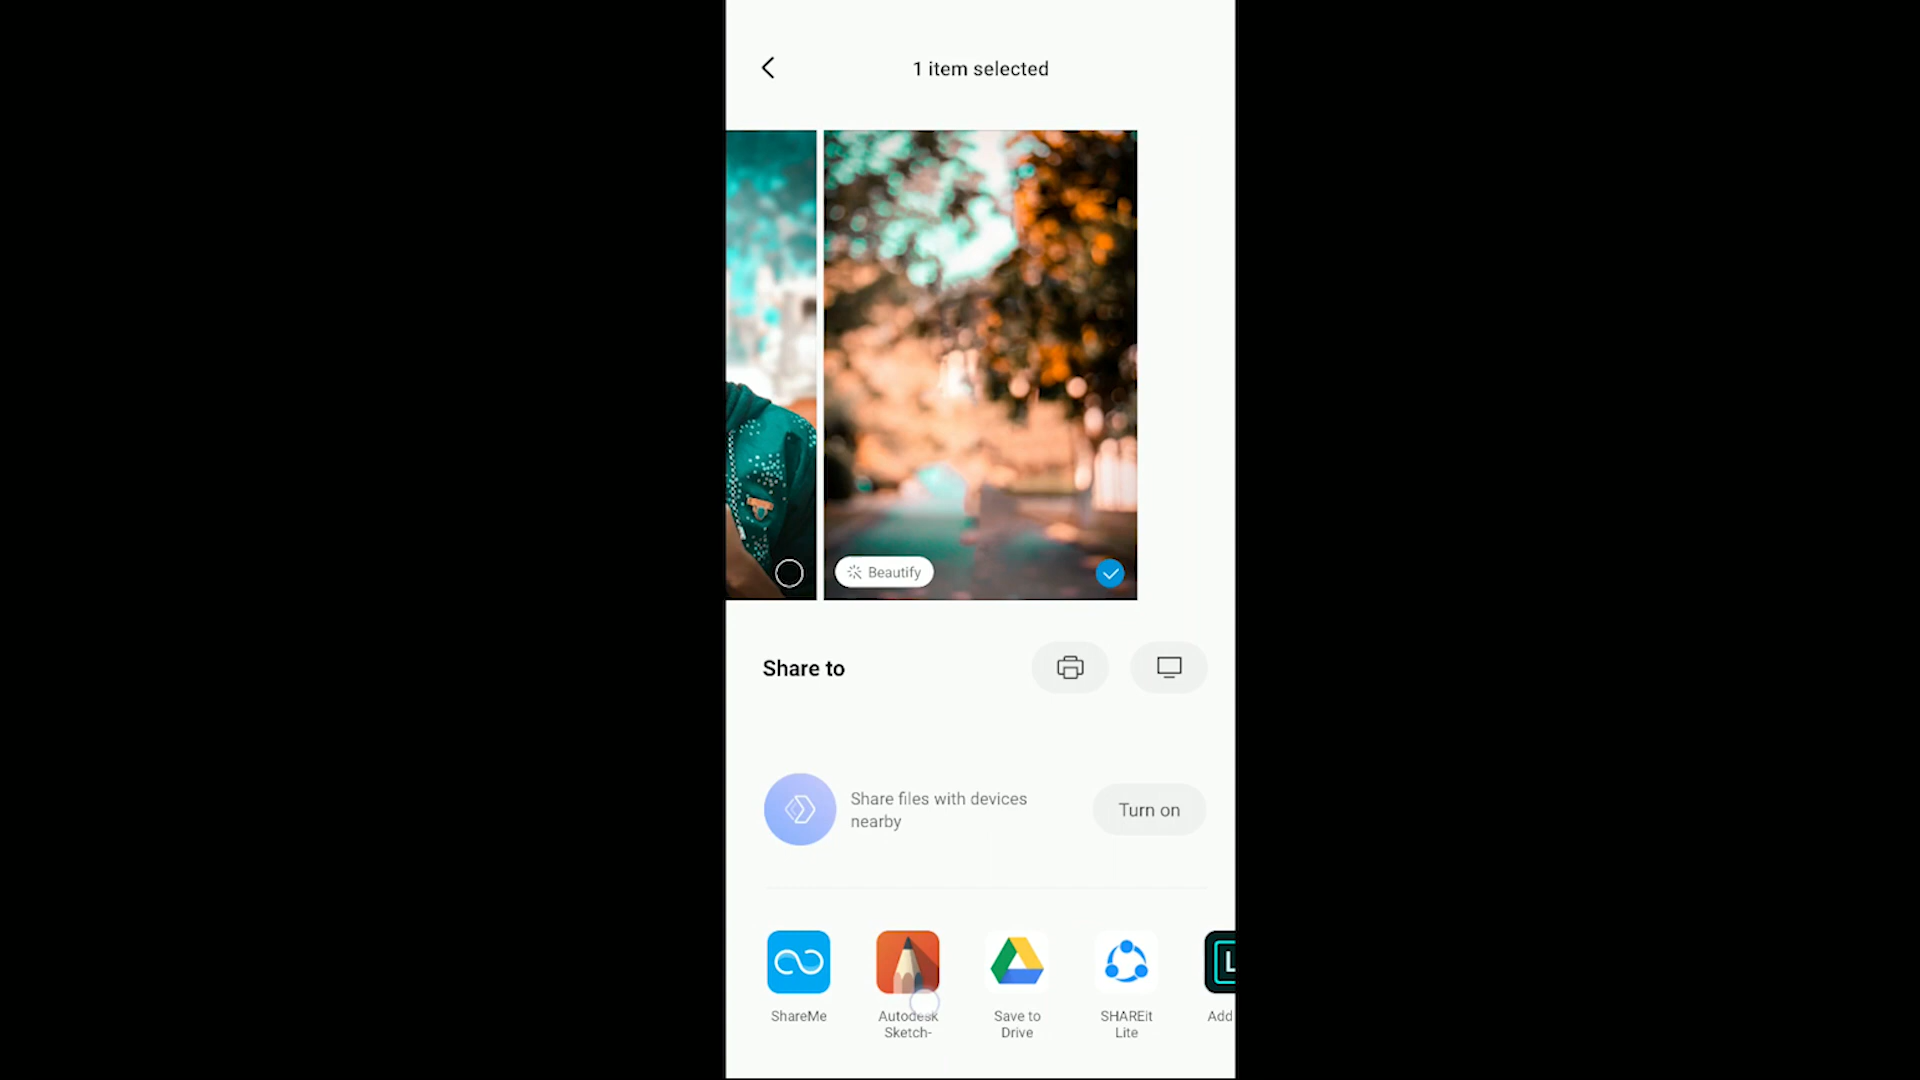 1 item selected
Beautify
Share to
Share files with devices
nearby
Turn on
ShareMe
Autodesk
Sketch-
Save to
Drive
SHAREit
Lite
L
Add